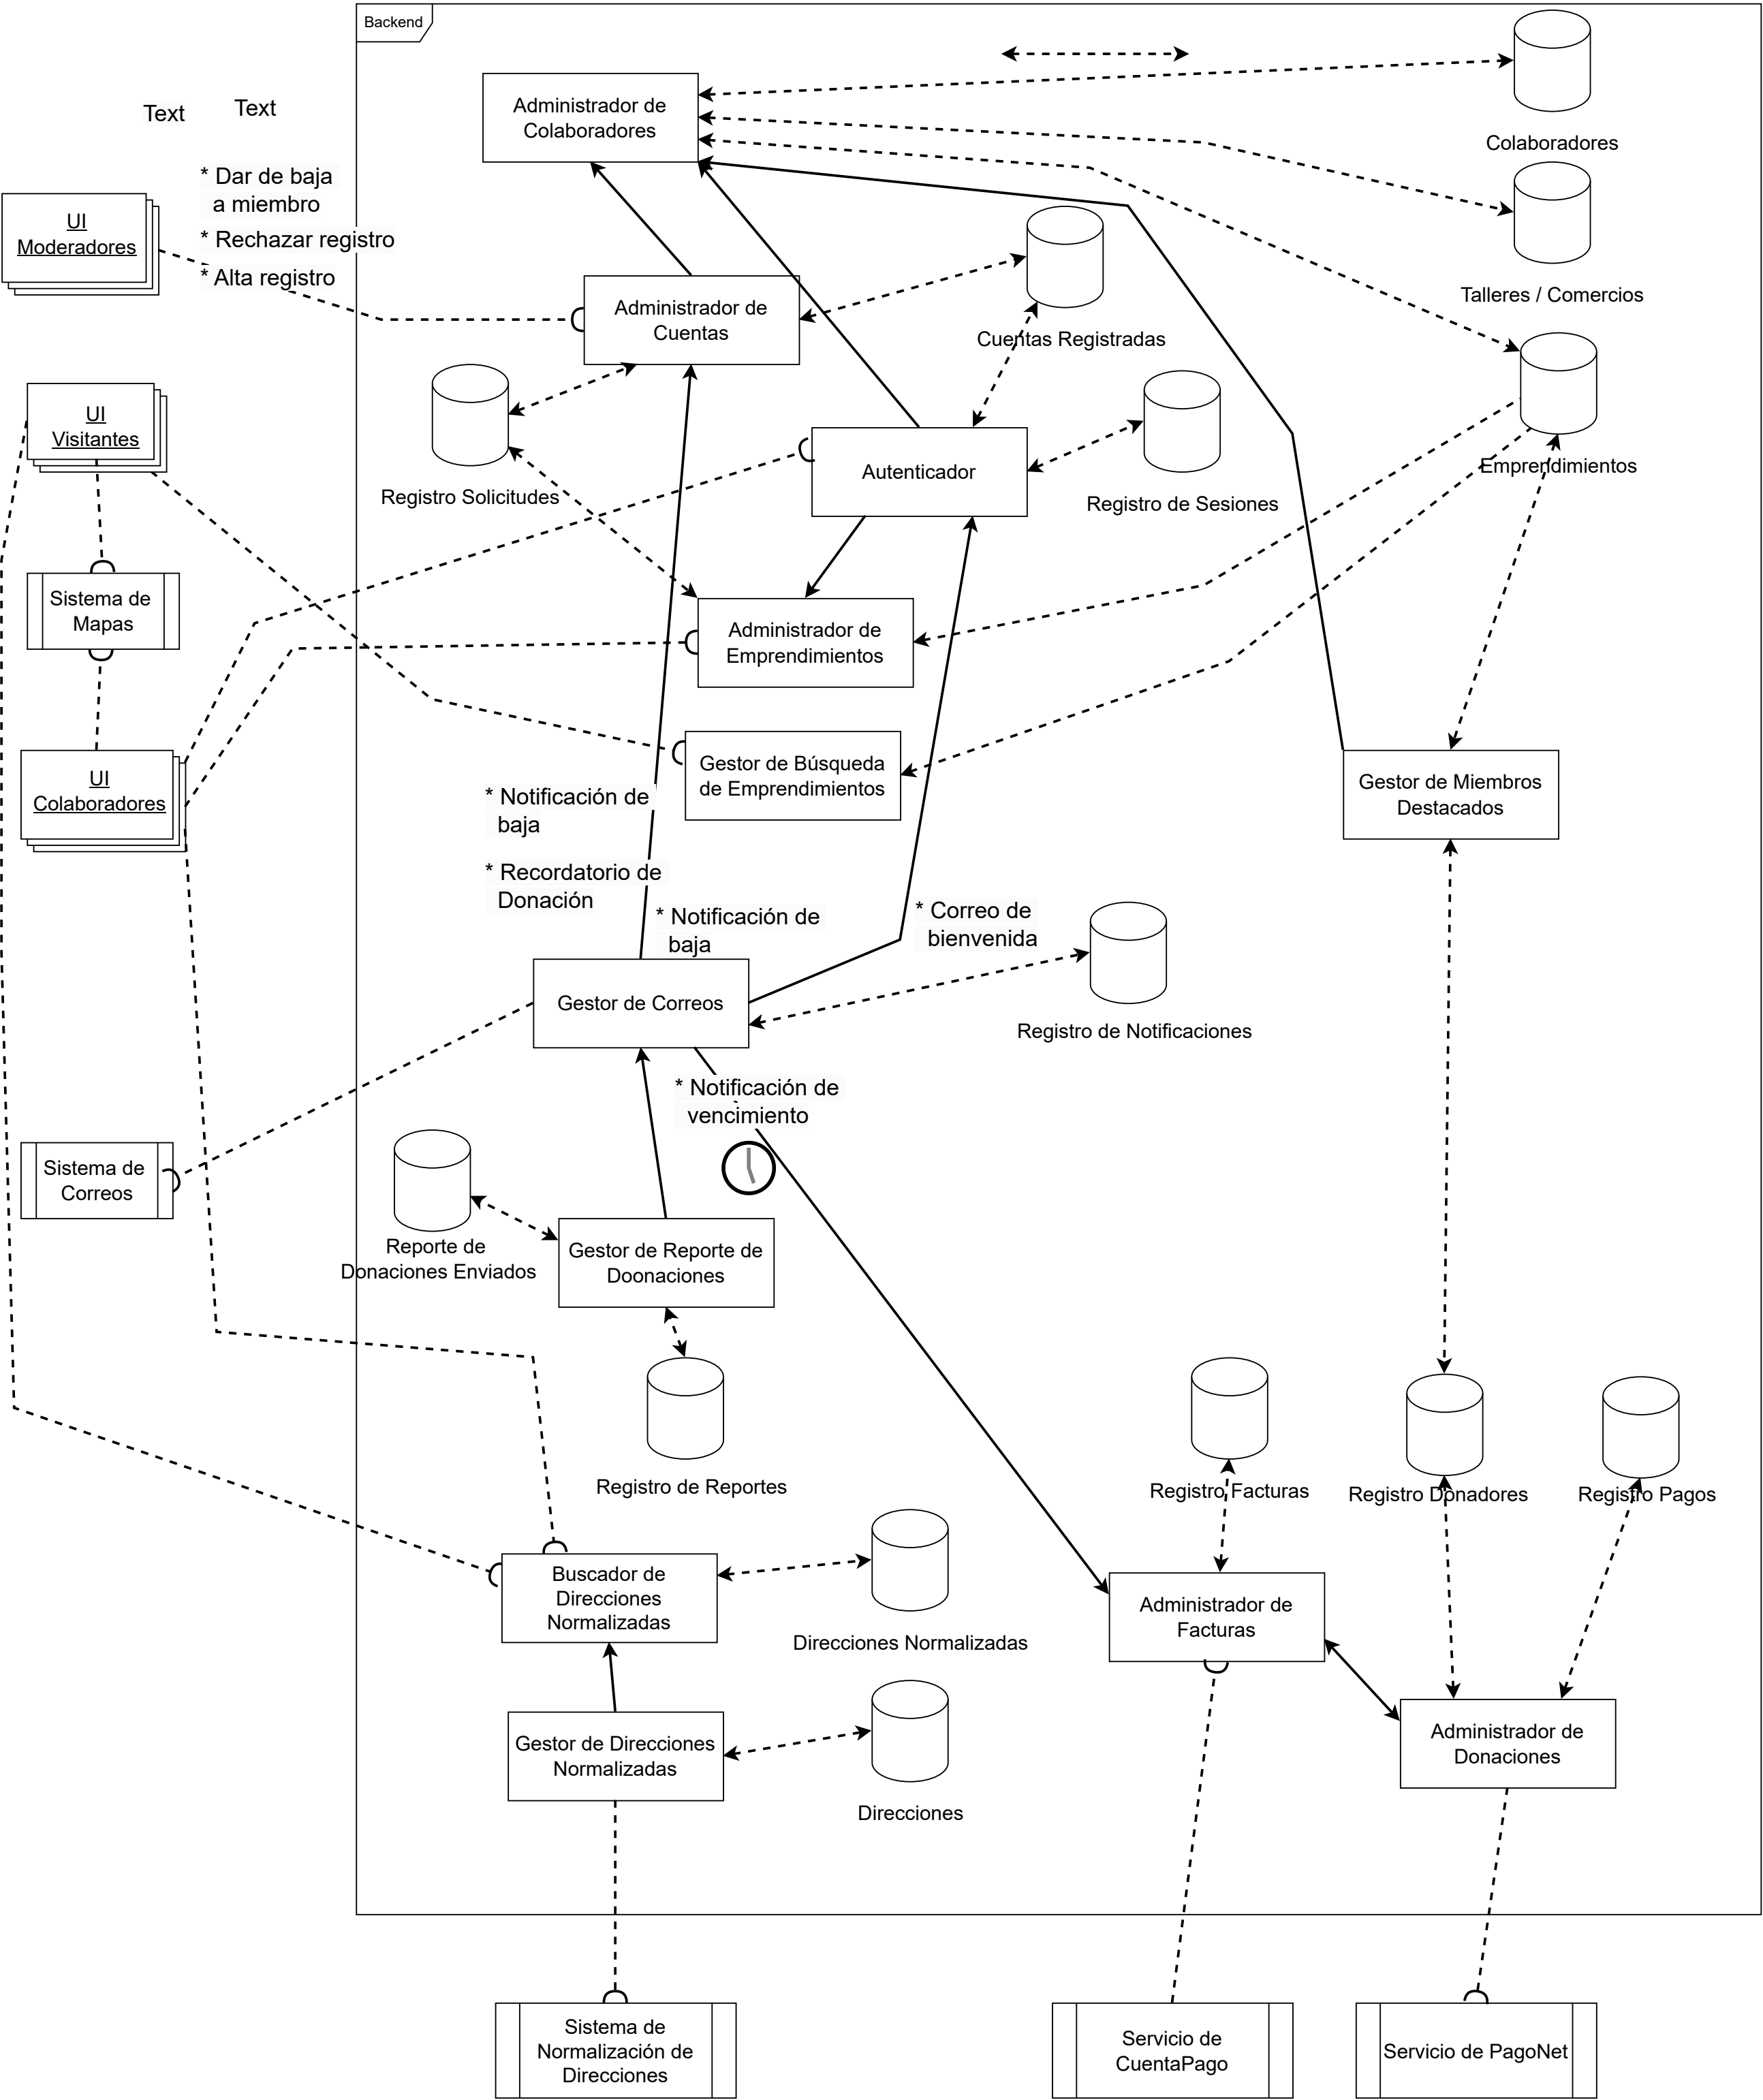 Backend
Administrador de
Colaboradores
Colaboradores
Text
Text
* Dar de baja
a miembro
* Rechazar registro
* Alta registro
UI
Moderadores
Talleres / Comercios
Administrador de
Cuentas
Cuentas Registradas
UI
Visitantes
Registro Solicitudes
Autenticador
Registro de Sesiones
Emprendimientos
Sistema de
Mapas
Administrador de
Emprendimientos
UI
Colaboradores
Gestor de Búsqueda
de Emprendimientos
Gestor de Miembros
Destacados
* Notificación de
baja
* Recordatorio de
Donación
* Notificación de
baja
* Correo de
bienvenida
Gestor de Correos
Registro de Notificaciones
* Notificación de
vencimiento
Sistema de
Correos
Reporte de
Donaciones Enviados
Gestor de Reporte de
Doonaciones
Registro de Reportes
Registro Facturas
Registro Donadores
Registro Pagos
Buscador de
Direcciones
Normalizadas
Direcciones Normalizadas
Administrador de
Facturas
Gestor de Direcciones
Normalizadas
Direcciones
Administrador de
Donaciones
Sistema de
Normalización de
Direcciones
Servicio de
CuentaPago
Servicio de PagoNet